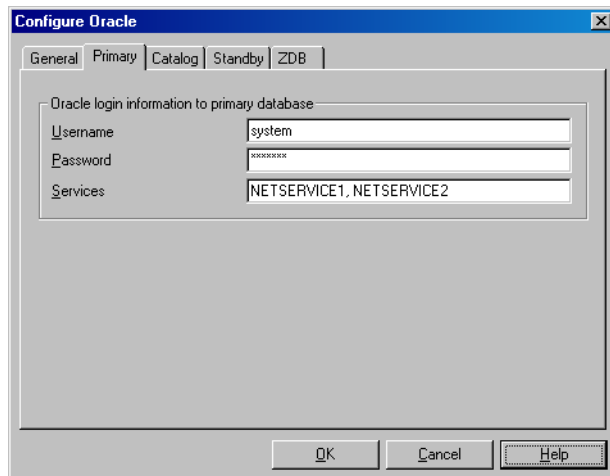 Configure Oracle
General Primary Catalog Standby ZDB
Oracle login information to primary database
Username system
Password *******
Services NETSERVICE1, NETSERVICE2
OK Cancel Help